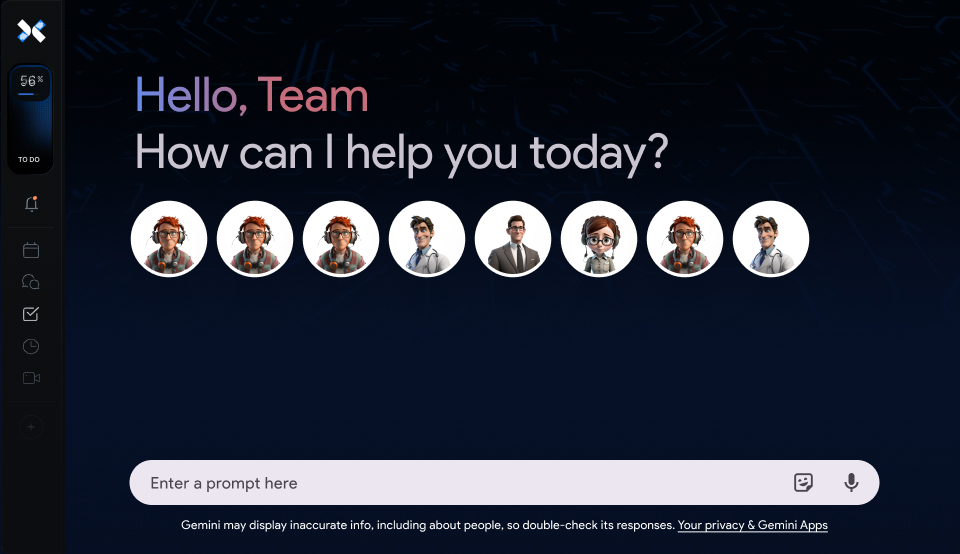 56%
TO DO
Hello, Team
How can I help you today?
Enter a prompt here
Gemini may display inaccurate info, including about people, so double-check its responses. Your privacy & Gemini Apps